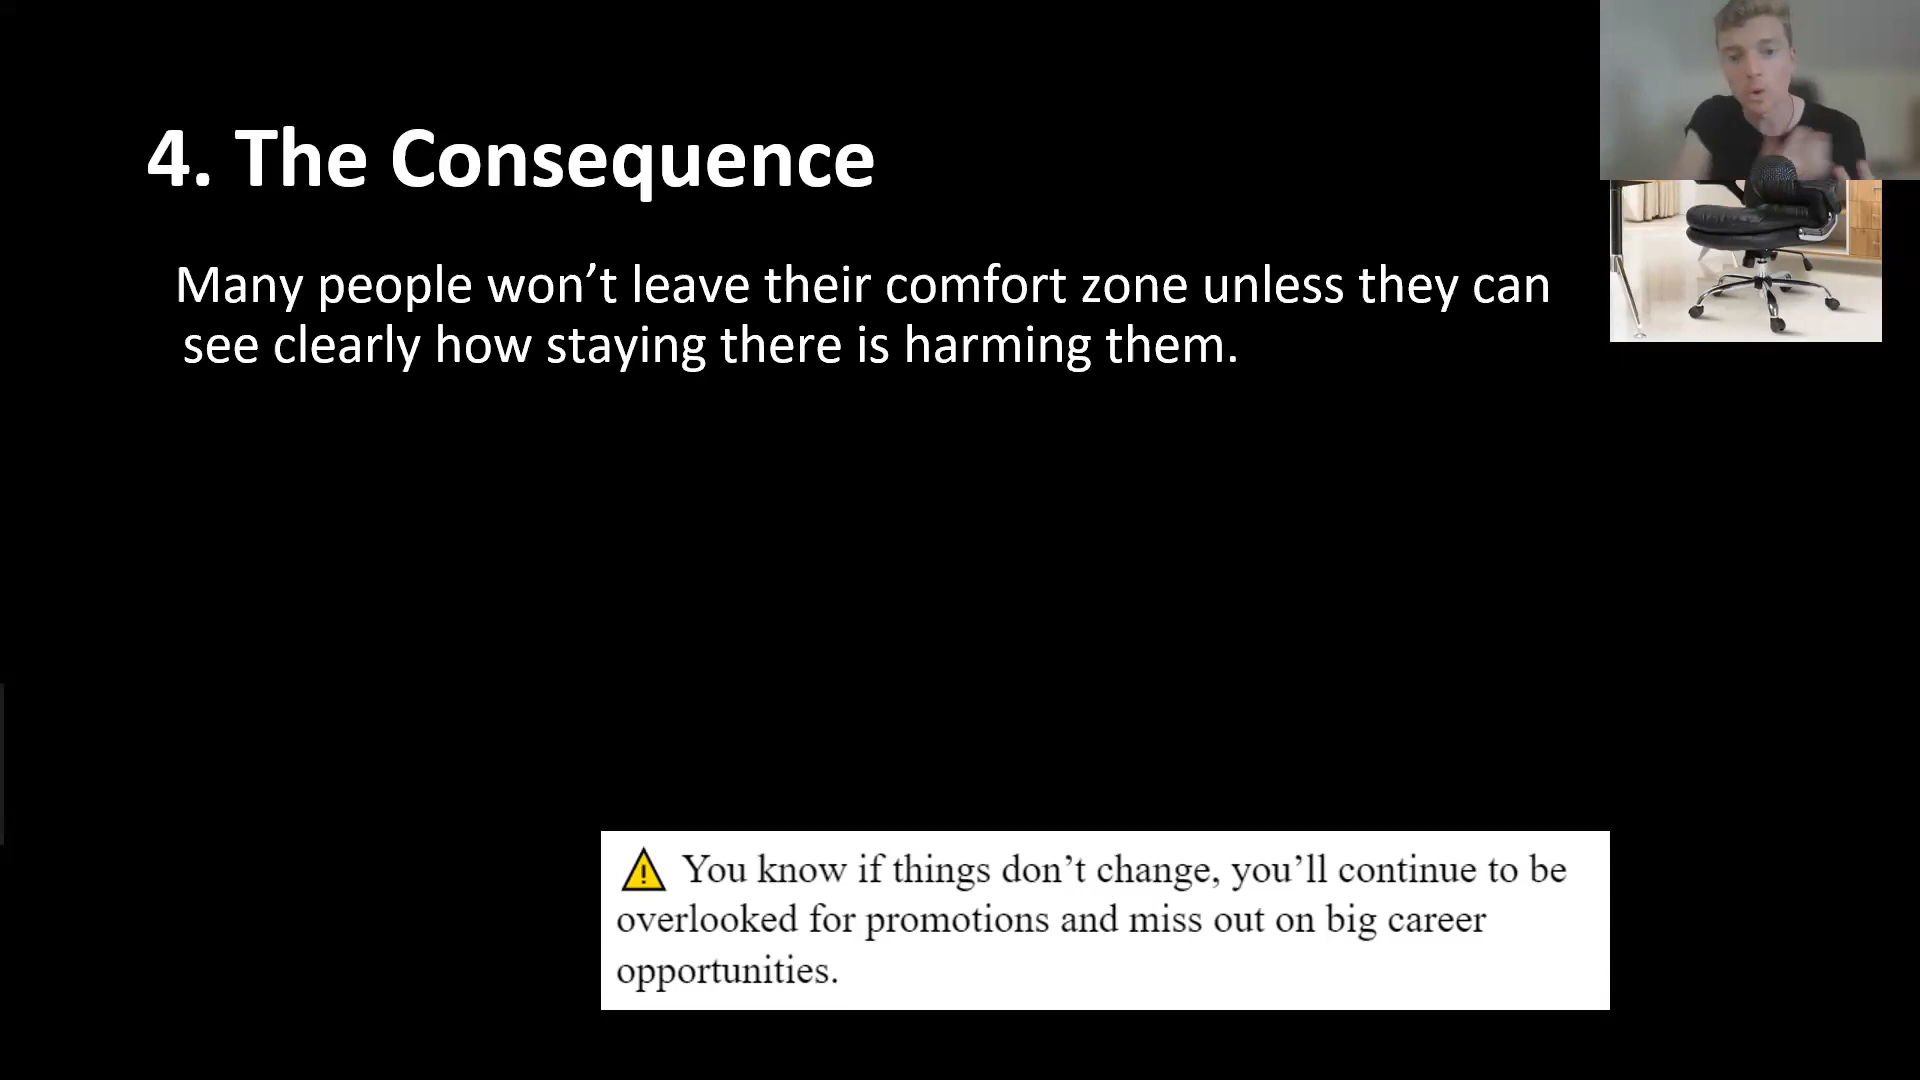 4. The Consequence
Many people won’t leave their comfort zone unless they can
see clearly how staying there is harming them.
You know if things don’t change, you’ll continue to be
overlooked for promotions and miss out on big career
opportunities.